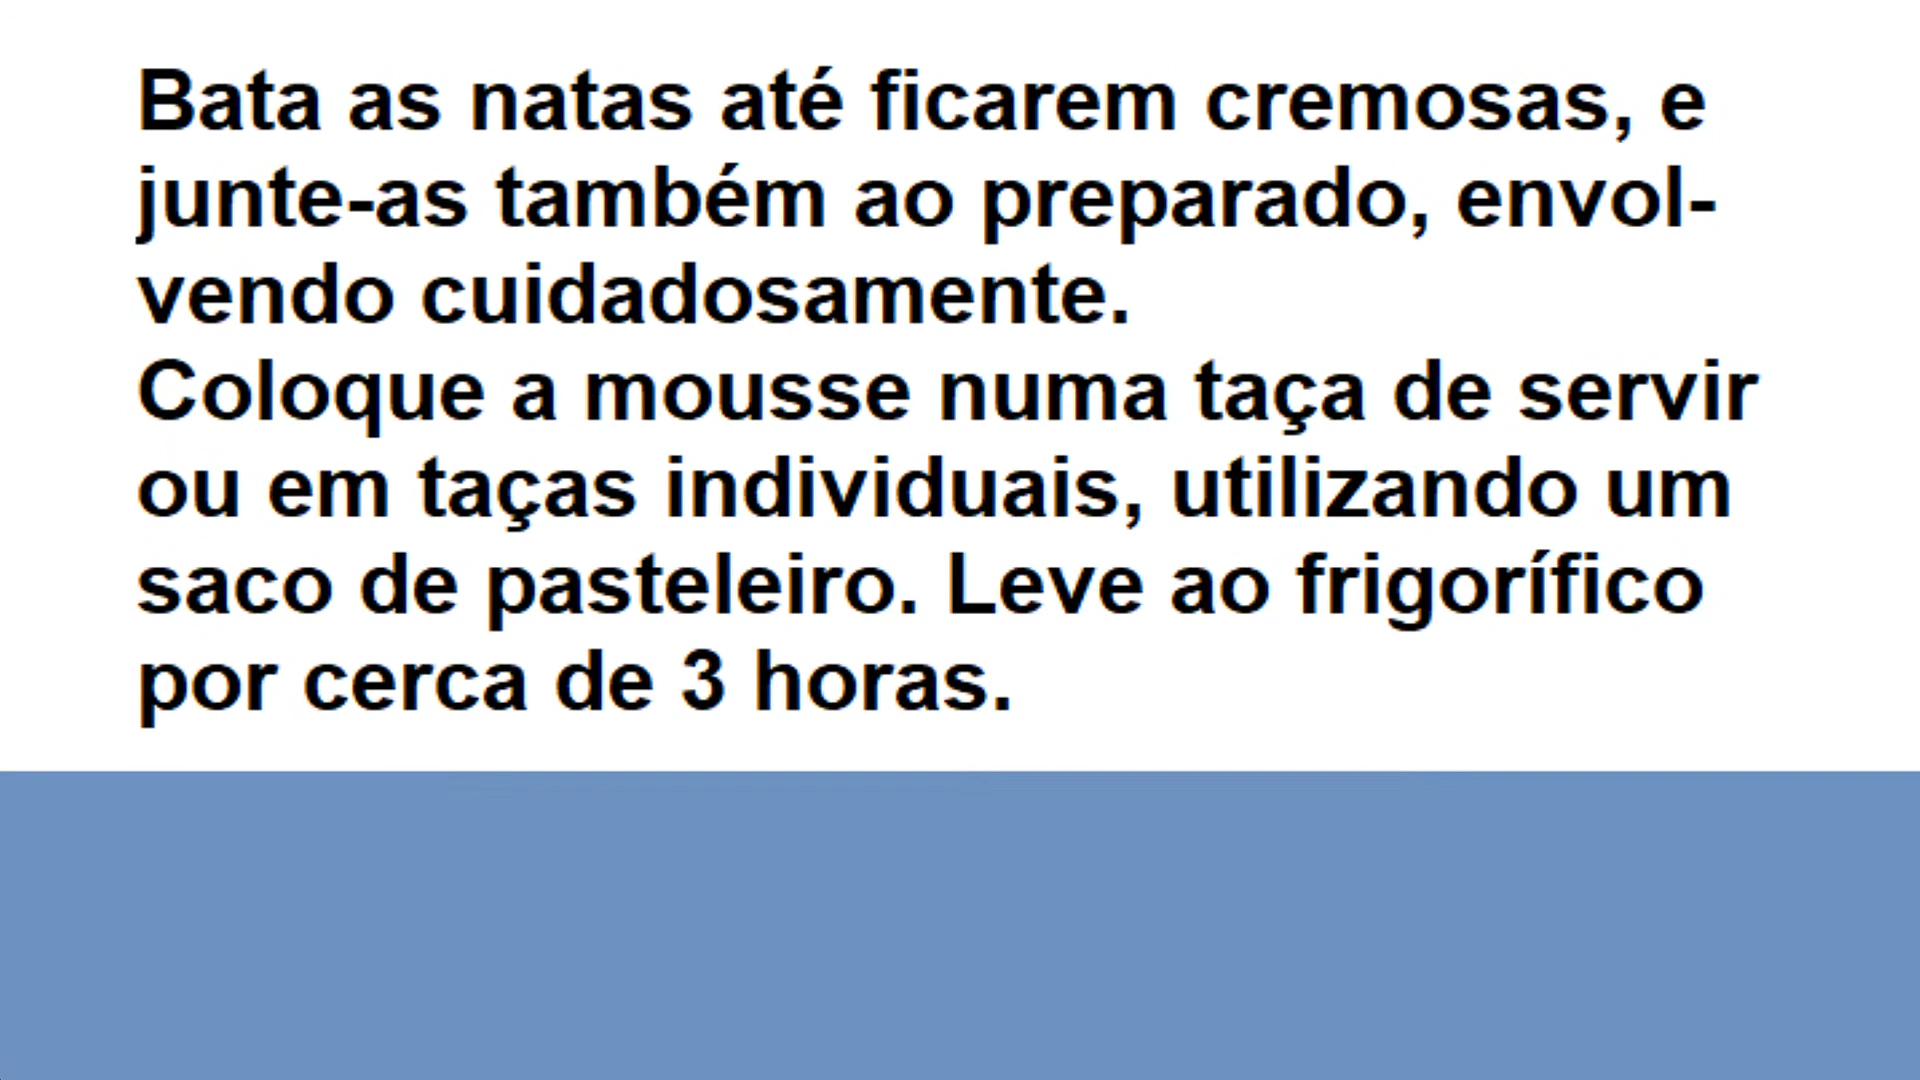 Bata as natas até ficarem cremosas, e
junte-as também ao preparado, envol-
vendo cuidadosamente.
Coloque a mousse numa taça de servir
ou em taças individuais, utilizando um
saco de pasteleiro. Leve ao frigorífico
por cerca de 3 horas.